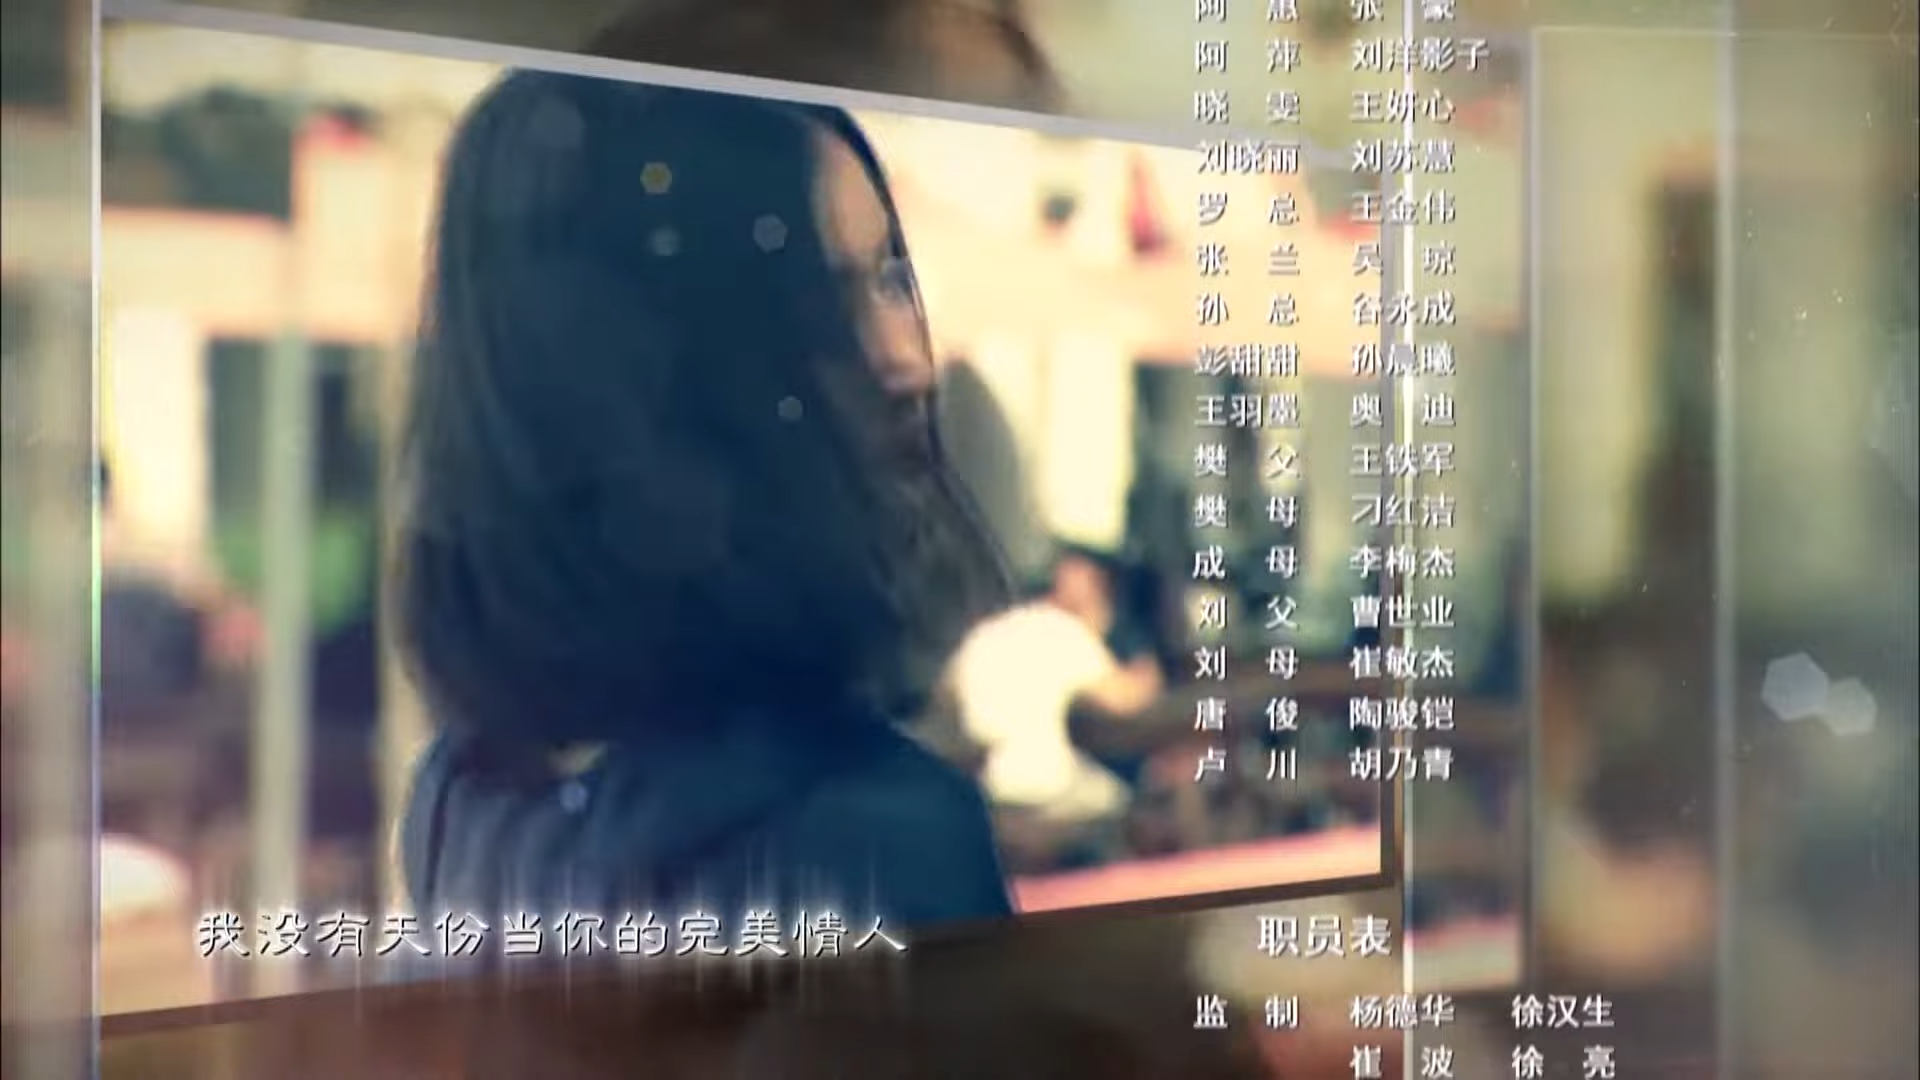 阿惠 张豪
阿萍 刘洋影子
晓雯 王妍心
刘晓丽 刘苏慧
罗总 王金伟
张兰 吴琼
孙总 谷永成
彭甜甜 孙晨曦
王羽墨 奥迪
樊父 王铁军
樊母 刁红洁
成母 李梅杰
刘父 曹世业
刘母 崔敏杰
唐俊 陶骏铠
卢川 胡乃青
我没有天份当你的完美情人
职员表
监制 杨德华 徐汉生
崔波 徐亮